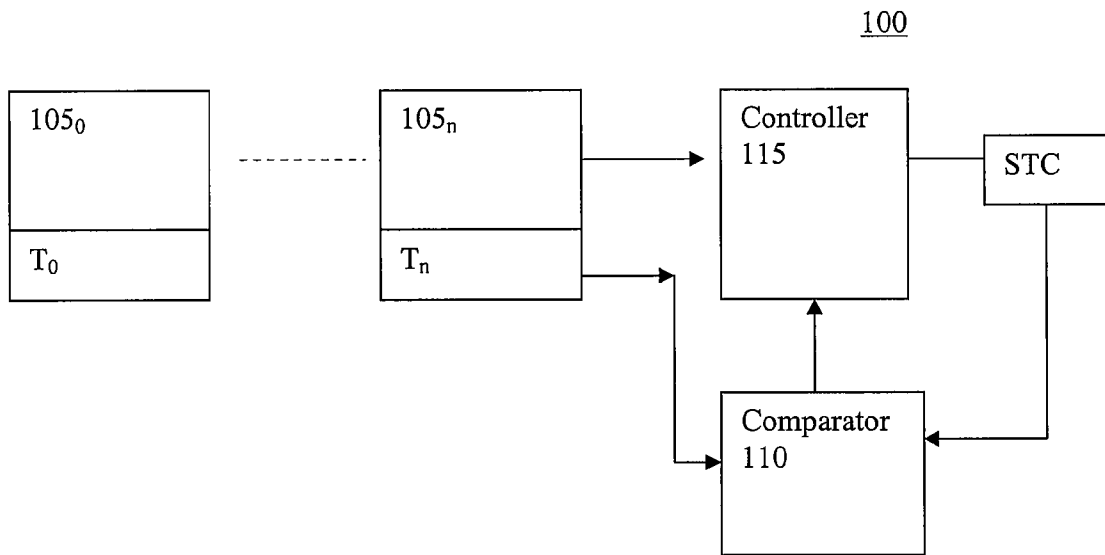 100
105₀
105ₙ
Controller
115
STC
T₀
Tₙ
Comparator
110